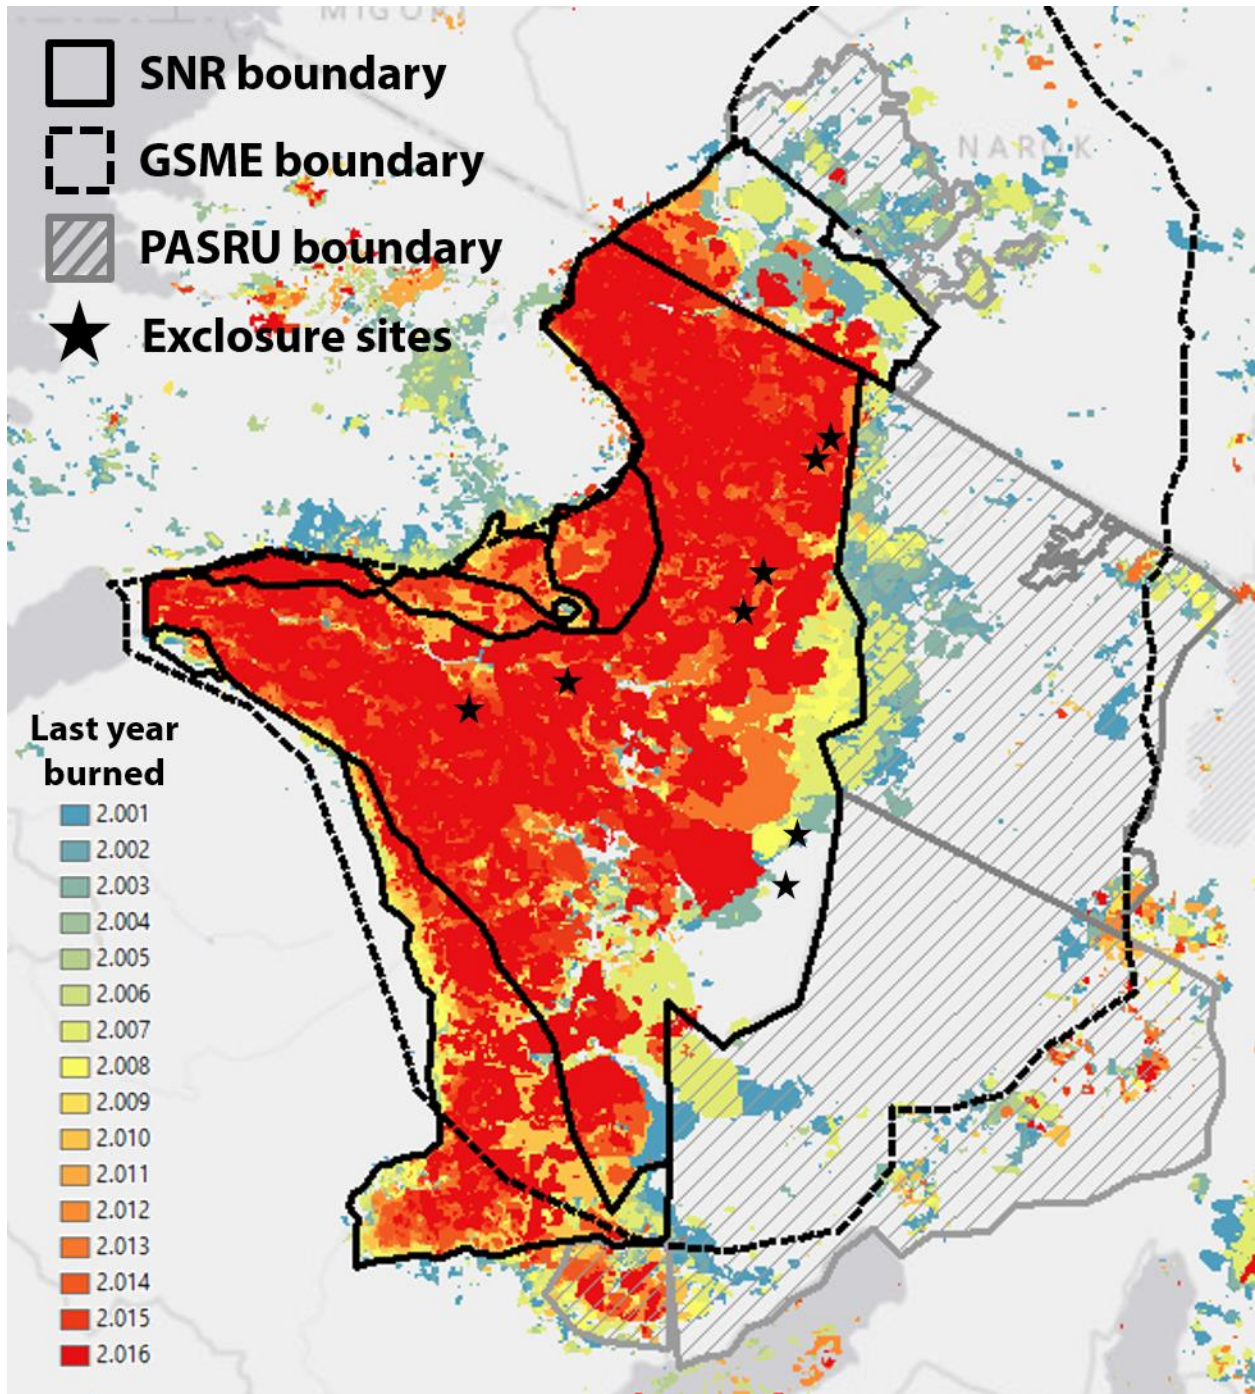 MIGORI
SNR boundary
GSME boundary
NAROK
PASRU boundary
Exclosure sites
Last year
burned
2.001
2.002
2.003
2.004
2.005
2.006
2.007
2.008
2.009
2.010
2.011
2.012
2.013
2.014
2.015
2.016